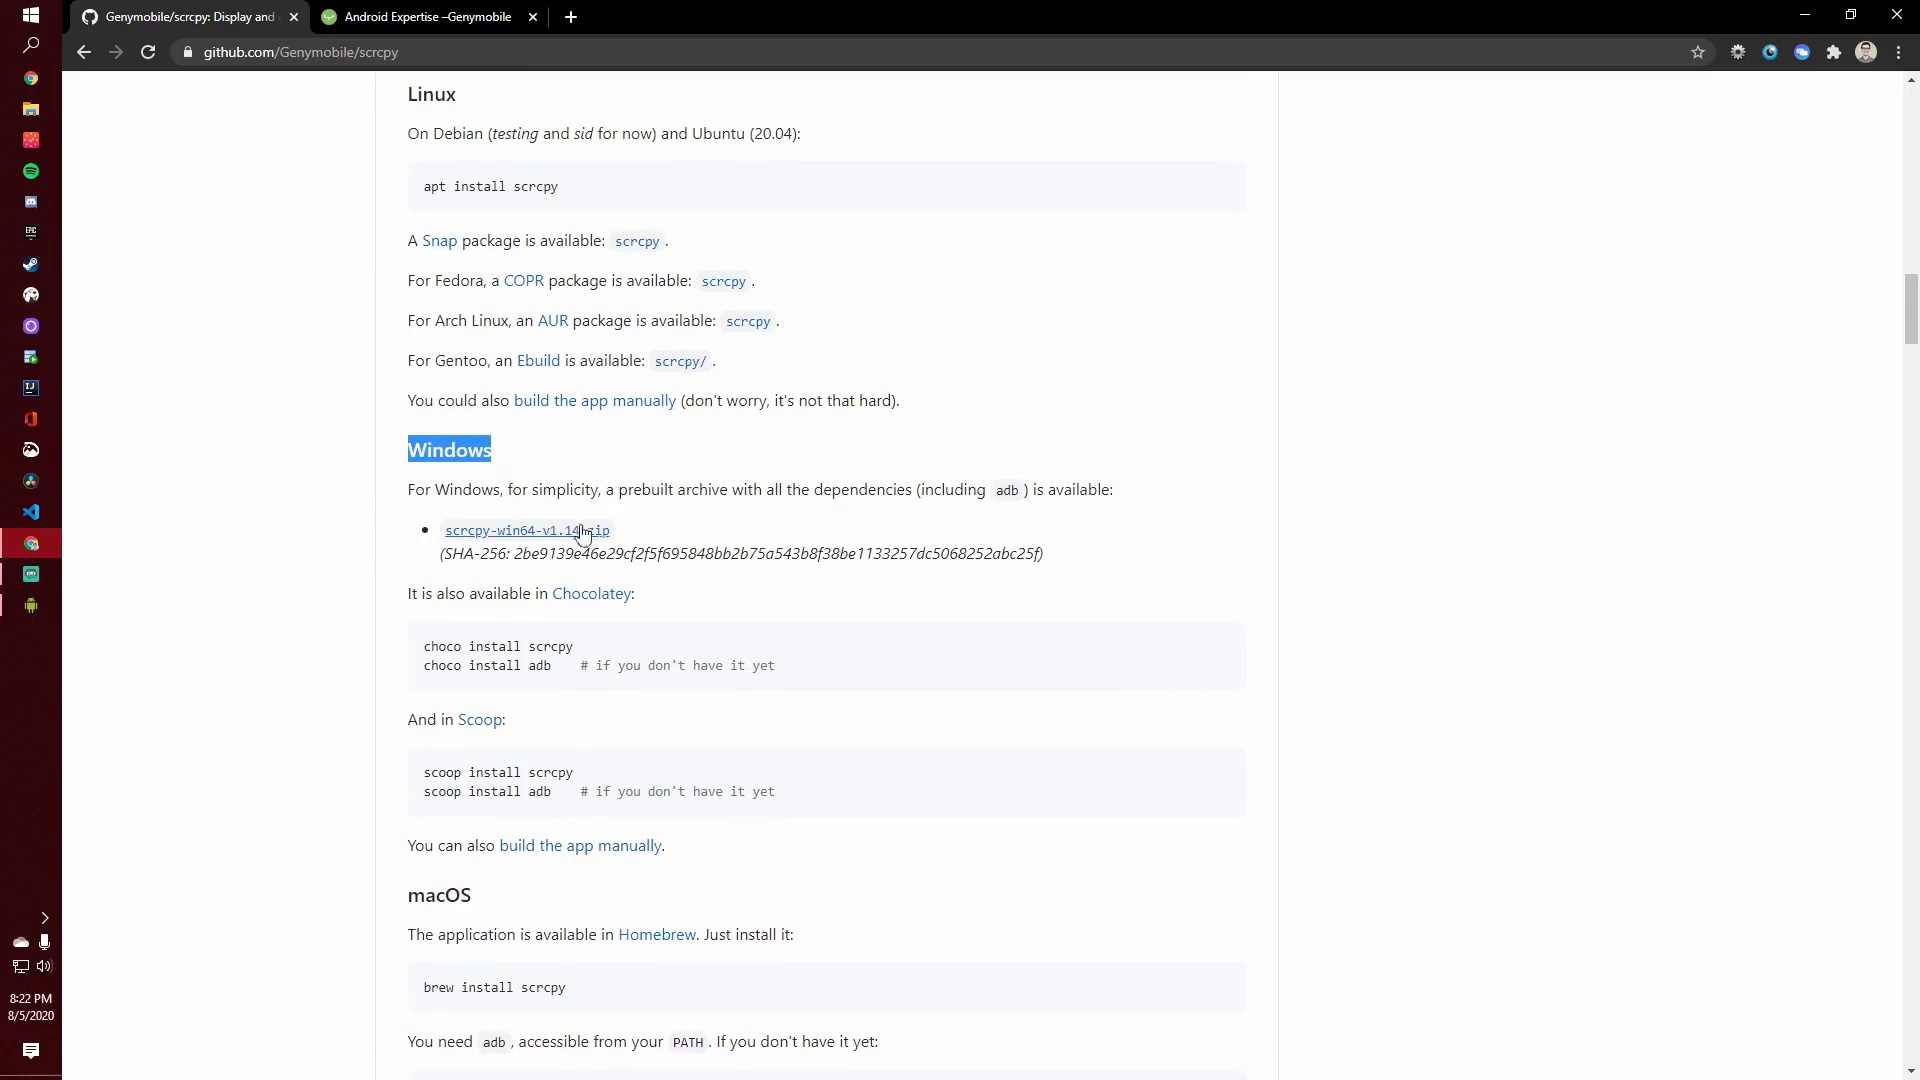 Genymobile/scrcpy: Display and
Android Expertise –Genymobile
github.com/Genymobile/scrcpy
Linux
On Debian (testing and sid for now) and Ubuntu (20.04):
apt install scrcpy
A Snap package is available: scrcpy .
For Fedora, a COPR package is available: scrcpy .
For Arch Linux, an AUR package is available: scrcpy .
For Gentoo, an Ebuild is available: scrcpy/ .
You could also build the app manually (don't worry, it's not that hard).
Windows
For Windows, for simplicity, a prebuilt archive with all the dependencies (including adb ) is available:
scrcpy-win64-v1.14.zip
(SHA-256: 2be9139e46e29cf2f5f695848bb2b75a543b8f38be1133257dc5068252abc25f)
It is also available in Chocolatey:
choco install scrcpy
choco install adb # if you don't have it yet
And in Scoop:
scoop install scrcpy
scoop install adb # if you don't have it yet
You can also build the app manually.
macOS
The application is available in Homebrew. Just install it:
brew install scrcpy
You need adb , accessible from your PATH . If you don't have it yet:
EPIC
IJ
8:22 PM
8/5/2020